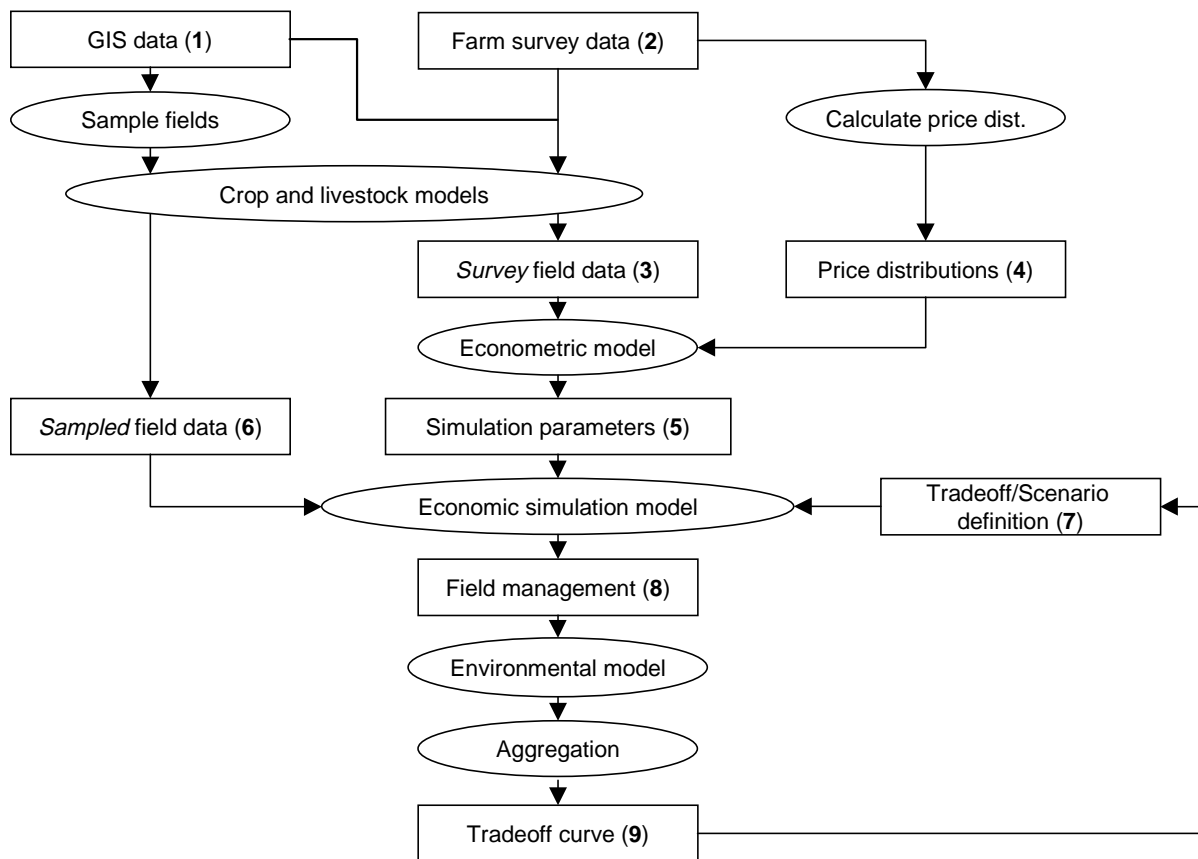 GIS data (1)
Farm survey data (2)
Sample fields
Calculate price dist.
Crop and livestock models
Survey field data (3)
Price distributions (4)
Econometric model
Sampled field data (6)
Simulation parameters (5)
Economic simulation model
Tradeoff/Scenario
definition (7)
Field management (8)
Environmental model
Aggregation
Tradeoff curve (9)